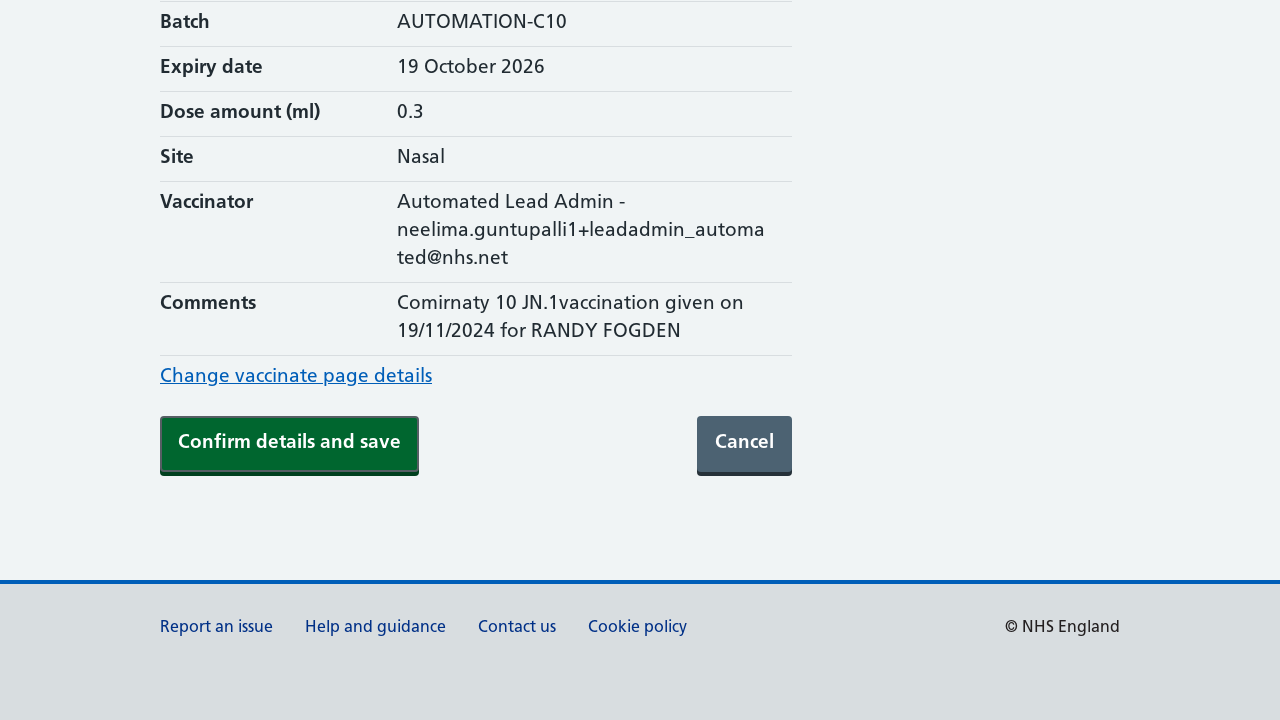 Batch AUTOMATION-C10
Expiry date 19 October 2026
Dose amount (ml) 0.3
Site Nasal
Vaccinator Automated Lead Admin -
neelima.guntupalli1+leadadmin_automa
ted@nhs.net
Comments Comirnaty 10 JN.1vaccination given on
19/11/2024 for RANDY FOGDEN
Change vaccinate page details
Confirm details and save Cancel
Report an issue Help and guidance Contact us Cookie policy © NHS England